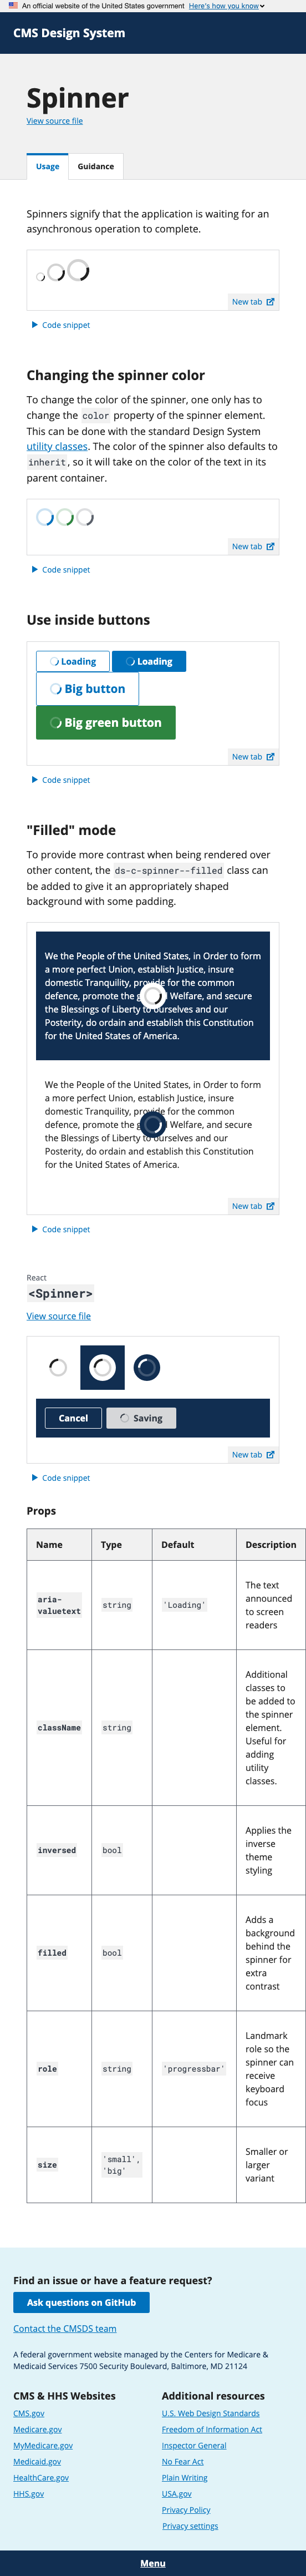 An official website of the United States government Here's how you know
CMS Design System
Spinner
View source file
Usage
Guidance
Spinners signify that the application is waiting for an
asynchronous operation to complete.
New tab
Code snippet
Changing the spinner color
To change the color of the spinner, one only has to
change the color property of the spinner element.
This can be done with the standard Design System
utility classes. The color of the spinner also defaults to
inherit, so it will take on the color of the text in its
parent container.
New tab
Code snippet
Use inside buttons
Loading
Loading
Big button
Big green button
New tab
Code snippet
"Filled" mode
To provide more contrast when being rendered over
other content, the ds-c-spinner--filled class can
be added to give it an appropriately shaped
background with some padding.
We the People of the United States, in Order to form
a more perfect Union, establish Justice, insure
domestic Tranquility, provide for the common
defence, promote the Welfare, and secure
the Blessings of Liberty to Ourselves and our
Posterity, do ordain and establish this Constitution
for the United States of America.
We the People of the United States, in Order to form
a more perfect Union, establish Justice, insure
domestic Tranquility, provide for the common
defence, promote the Welfare, and secure
the Blessings of Liberty to Ourselves and our
Posterity, do ordain and establish this Constitution
for the United States of America.
New tab
Code snippet
React
<Spinner>
View source file
Cancel
Saving
New tab
Code snippet
Props
Name Type Default Description
aria-
valuetext
string
'Loading'
The text
announced
to screen
readers
className
string
Additional
classes to
be added to
the spinner
element.
Useful for
adding
utility
classes.
inversed
bool
Applies the
inverse
theme
styling
filled
bool
Adds a
background
behind the
spinner for
extra
contrast
role
string
'progressbar'
Landmark
role so the
spinner can
receive
keyboard
focus
size
'small',
'big'
Smaller or
larger
variant
Find an issue or have a feature request?
Ask questions on GitHub
Contact the CMSDS team
A federal government website managed by the Centers for Medicare &
Medicaid Services 7500 Security Boulevard, Baltimore, MD 21124
CMS & HHS Websites
CMS.gov
Medicare.gov
MyMedicare.gov
Medicaid.gov
HealthCare.gov
HHS.gov
Additional resources
U.S. Web Design Standards
Freedom of Information Act
Inspector General
No Fear Act
Plain Writing
USA.gov
Privacy Policy
Privacy settings
Menu